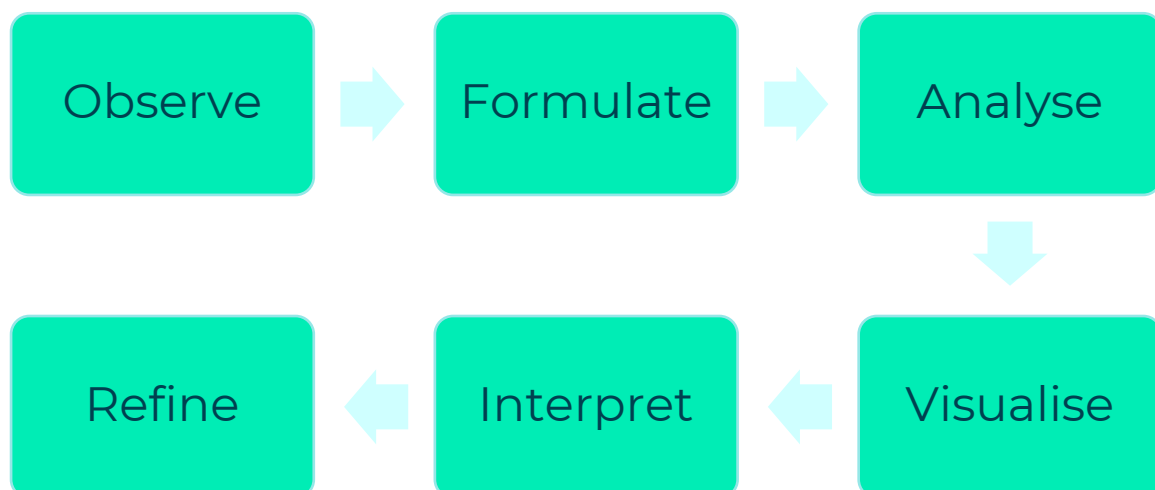 Observe
Formulate
Analyse
Visualise
Interpret
Refine